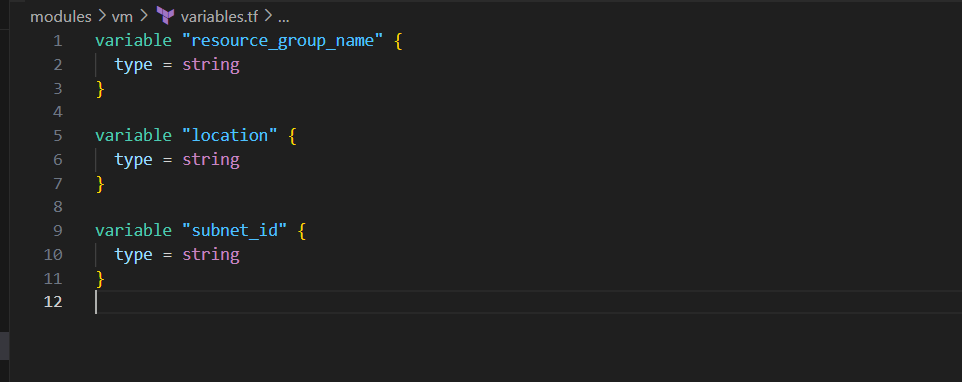 modules > vm > variables.tf > ...
1 variable "resource_group_name" {
2   type = string
3 }
4
5 variable "location" {
6   type = string
7 }
8
9 variable "subnet_id" {
10   type = string
11 }
12